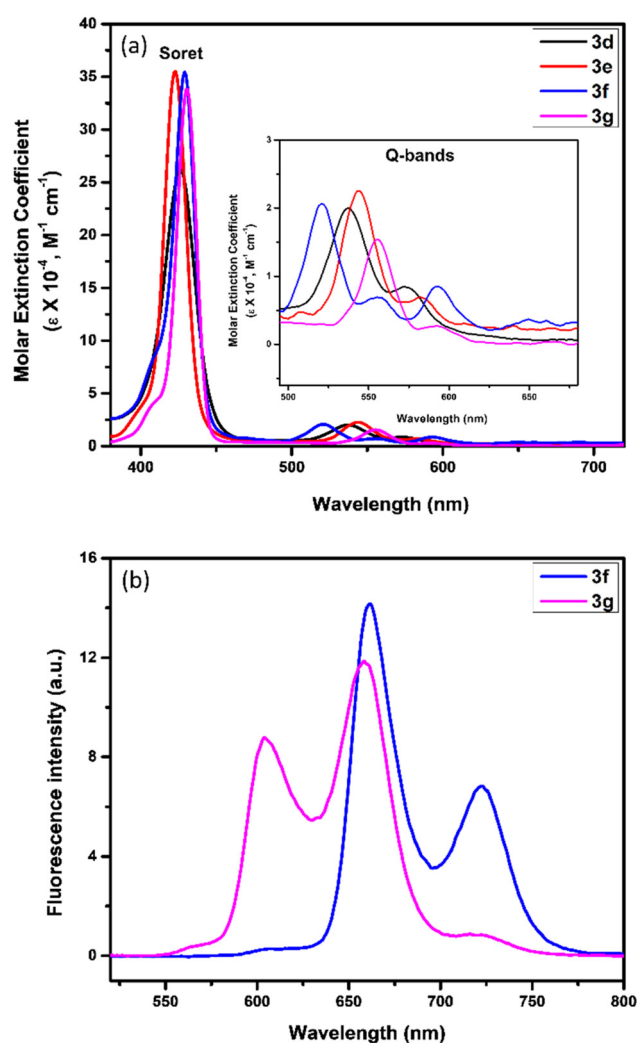 (a)
Soret
3d
3e
3f
3g
40
35
30
25
20
15
10
5
0
Molar Extinction Coefficient
(ε X 10⁻⁴, M⁻¹ cm⁻¹)
Q-bands
3
2
1
0
Molar Extinction Coefficient
(ε X 10⁻⁴, M⁻¹ cm⁻¹)
495 550 600 650
Wavelength (nm)
400 500 600 700
Wavelength (nm)
(b)
3f
3g
16
12
8
4
0
Fluorescence intensity (a.u.)
550 600 650 700 750 800
Wavelength (nm)